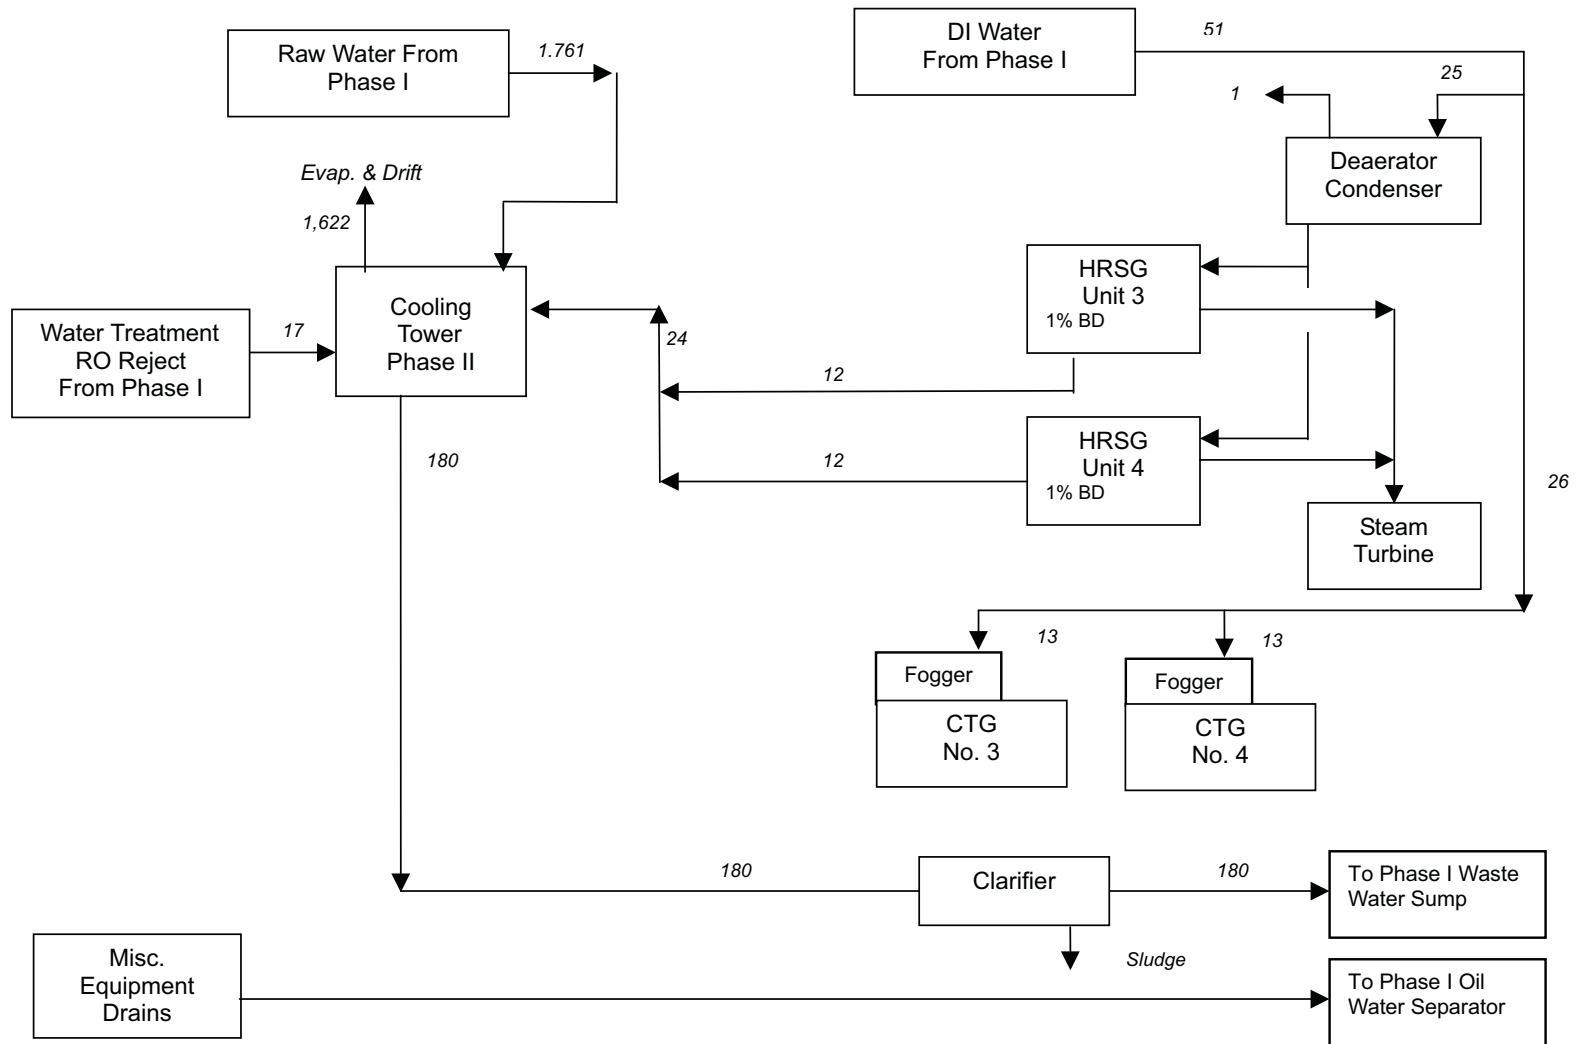 Raw Water From
Phase I
1.761
DI Water
From Phase I
51
25
1
Deaerator
Condenser
Evap. & Drift
1,622
HRSG
Unit 3
1% BD
Cooling
Tower
Phase II
Water Treatment
RO Reject
From Phase I
17
24
12
HRSG
Unit 4
1% BD
12
180
26
Steam
Turbine
13
13
Fogger
Fogger
CTG
No. 3
CTG
No. 4
180
Clarifier
180
To Phase I Waste
Water Sump
Sludge
Misc.
Equipment
Drains
To Phase I Oil
Water Separator